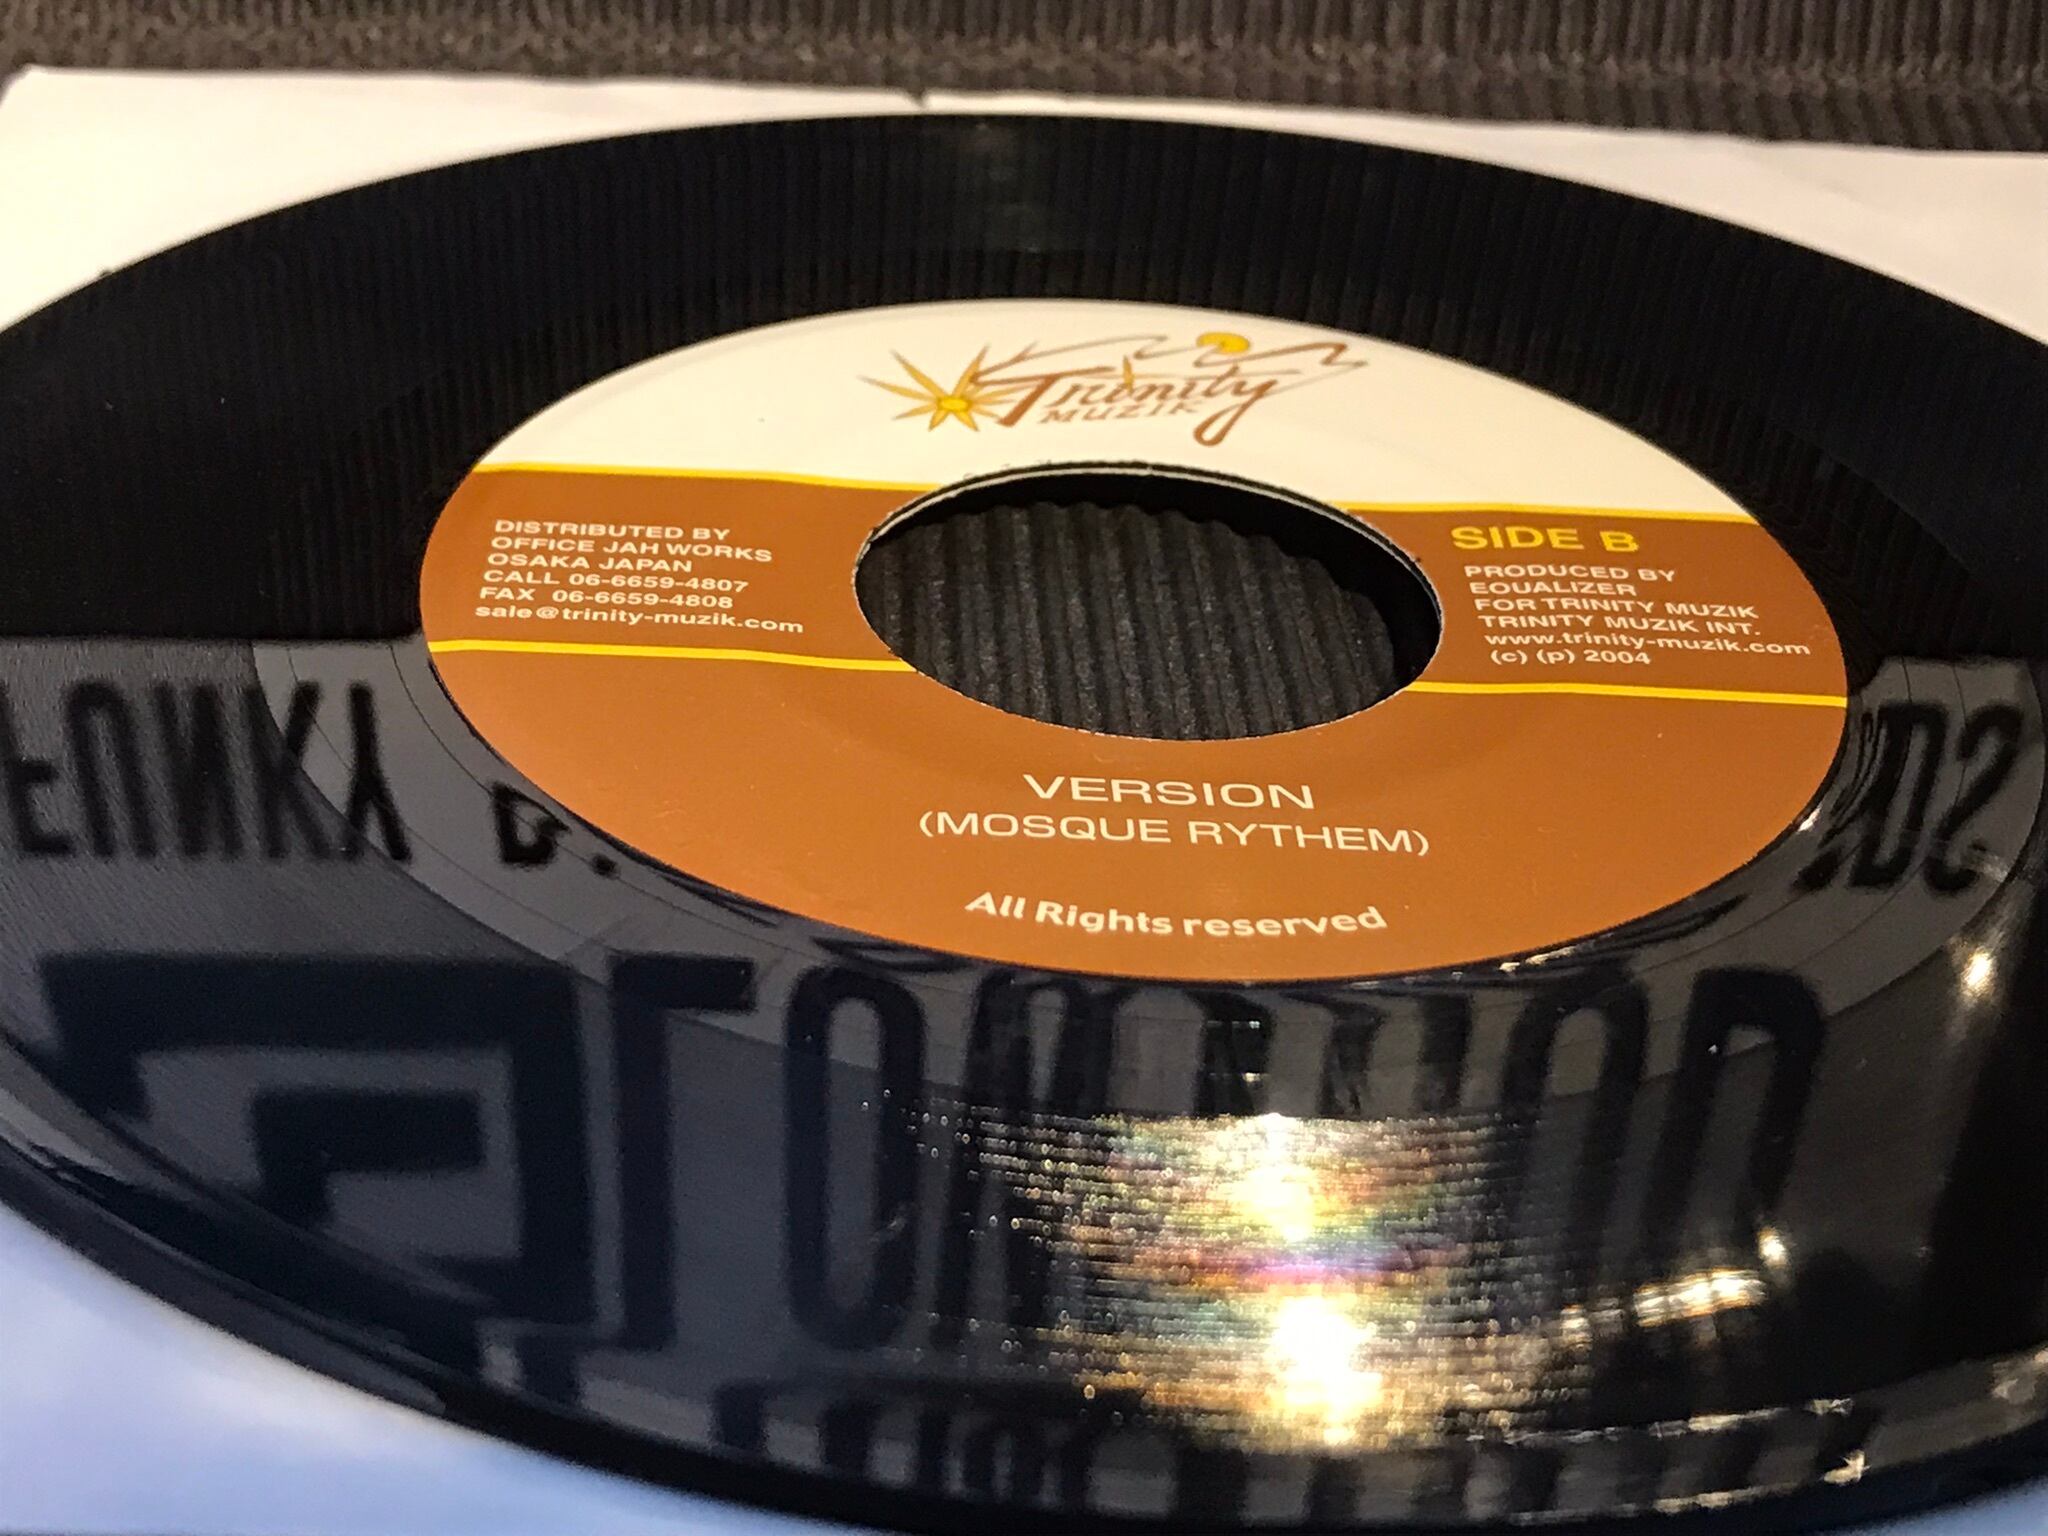 Trinity
MUZIK
DISTRIBUTED BY
OFFICE JAH WORKS
OSAKA JAPAN
CALL 06-6659-4807
FAX 06-6659-4808
sale@trinity-muzik.com
SIDE B
PRODUCED BY
EQUALIZER
FOR TRINITY MUZIK
TRINITY MUZIK INT.
www.trinity-muzik.com
(c) (p) 2004
VERSION
(MOSQUE RYTHEM)
All Rights reserved
FUNKY